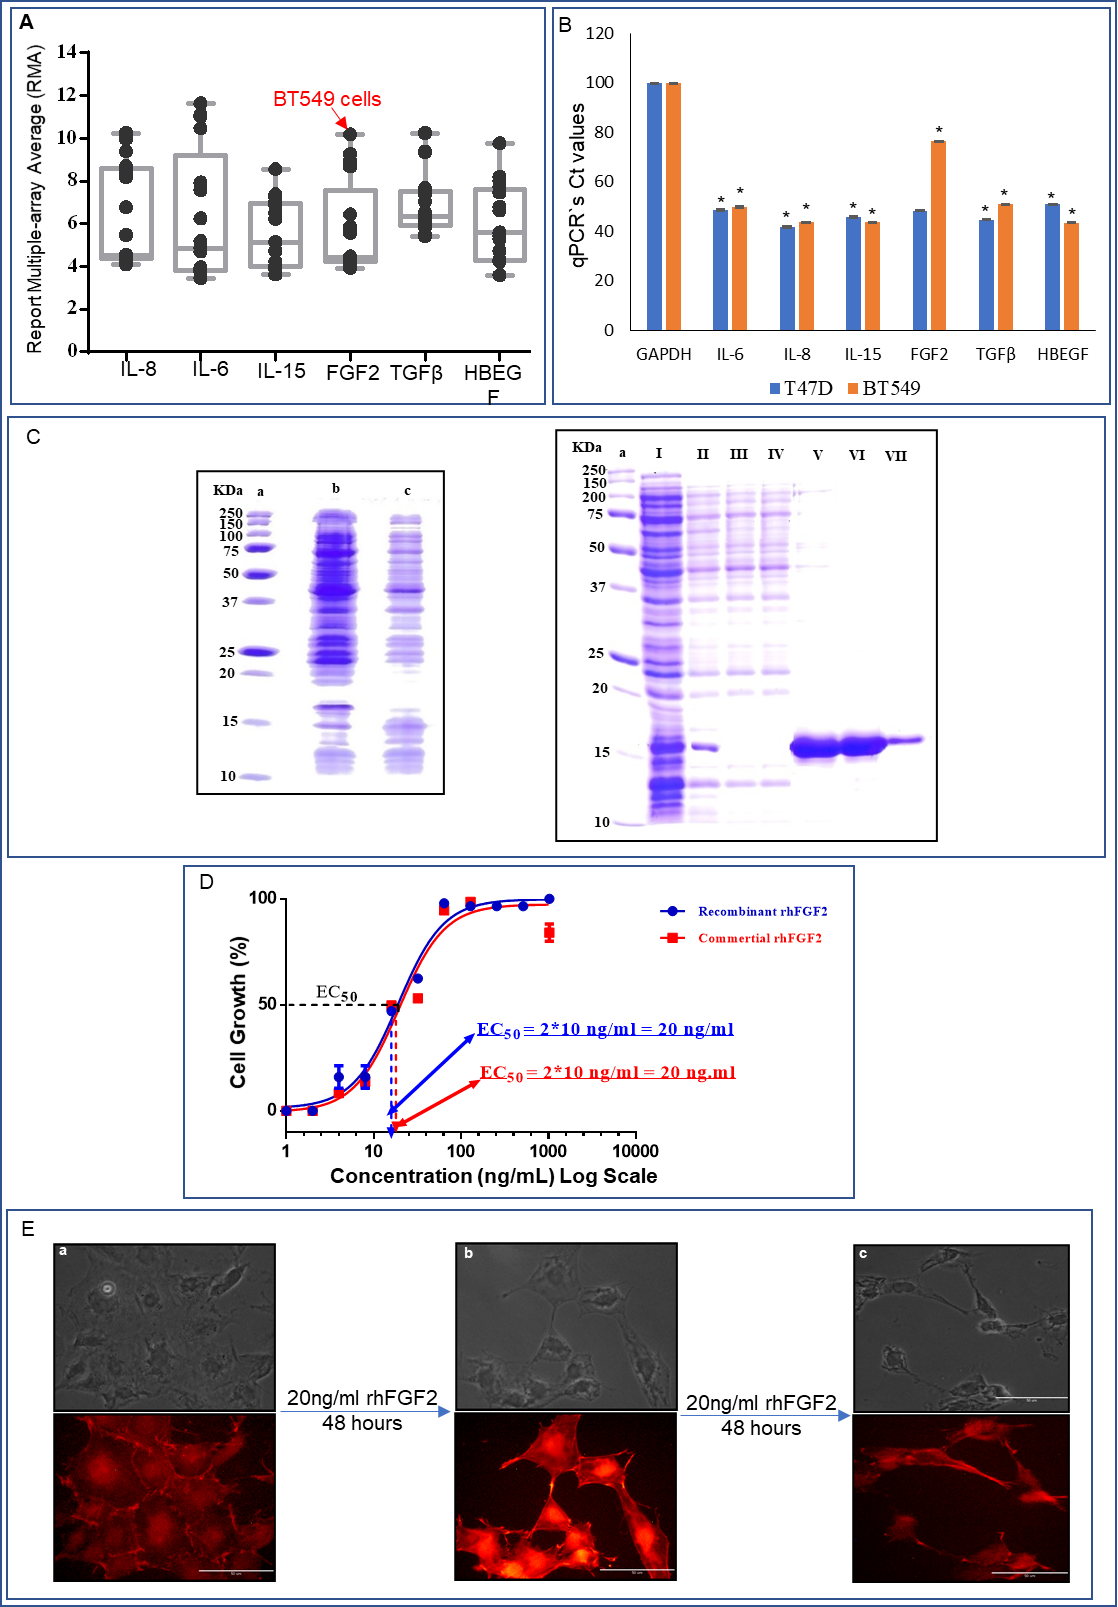 A
Report Multiple-array Average (RMA)
14
12
10
8
6
4
2
0
BT549 cells
IL-8
IL-6
IL-15
FGF2
TGFβ
HBEG
F
B
qPCR`s Ct values
120
100
80
60
40
20
0
*
*
*
*
*
*
*
*
*
*
*
GAPDH
IL-6
IL-8
IL-15
FGF2
TGFβ
HBEGF
T47D
BT549
C
KDa a b c
250
150
100
75
50
37
25
20
15
10
KDa a I II III IV V VI VII
250
150
200
75
50
37
25
20
15
10
D
Cell Growth (%)
100
50
0
EC50
Recombinant rhFGF2
Commertial rhFGF2
EC50 = 2*10 ng/ml = 20 ng/ml
EC50 = 2*10 ng/ml = 20 ng.ml
1 10 100 1000 10000
Concentration (ng/mL) Log Scale
E
a
b
c
20ng/ml rhFGF2
48 hours
20ng/ml rhFGF2
48 hours